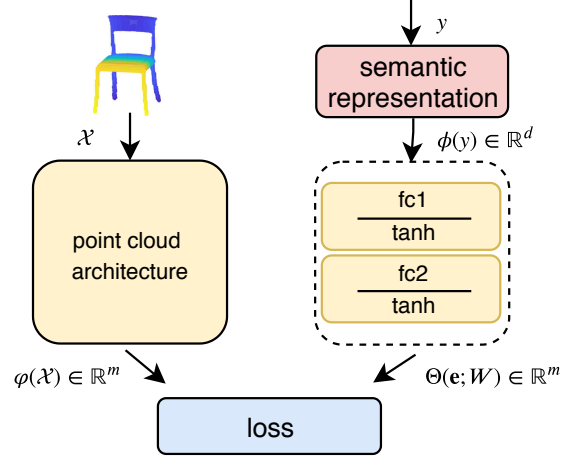 y
semantic
representation
𝒳
ϕ(y) ∈ ℝ^d
point cloud
architecture
fc1
tanh
fc2
tanh
φ(𝒳) ∈ ℝ^m
Θ(e; W) ∈ ℝ^m
loss